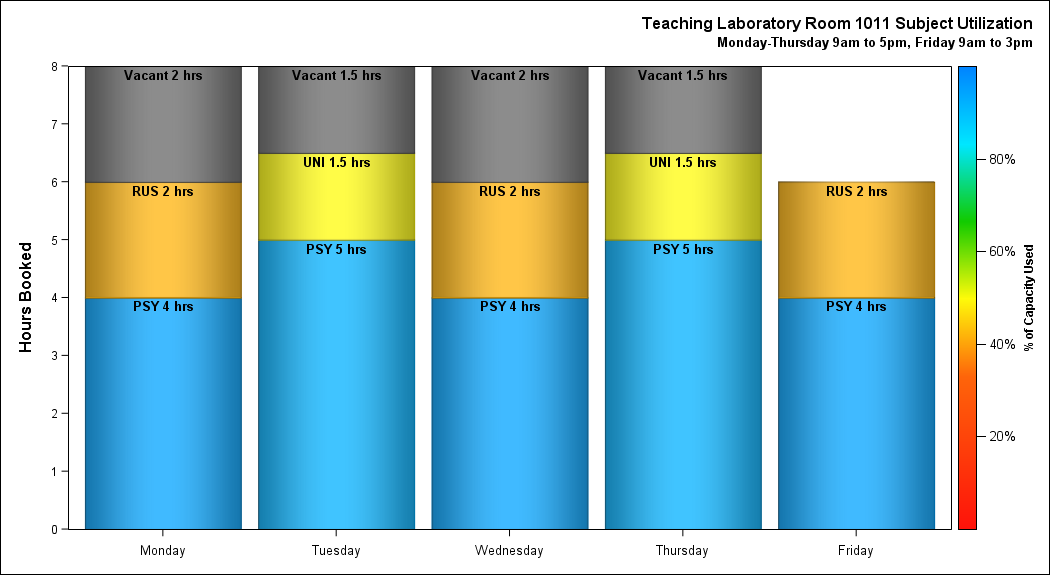 Teaching Laboratory Room 1011 Subject Utilization
Monday-Thursday 9am to 5pm, Friday 9am to 3pm
Hours Booked
8
7
6
5
4
3
2
1
0
Vacant 2 hrs
RUS 2 hrs
PSY 4 hrs
Vacant 1.5 hrs
UNI 1.5 hrs
PSY 5 hrs
Vacant 2 hrs
RUS 2 hrs
PSY 4 hrs
Vacant 1.5 hrs
UNI 1.5 hrs
PSY 5 hrs
RUS 2 hrs
PSY 4 hrs
Monday
Tuesday
Wednesday
Thursday
Friday
80%
60%
40%
20%
% of Capacity Used